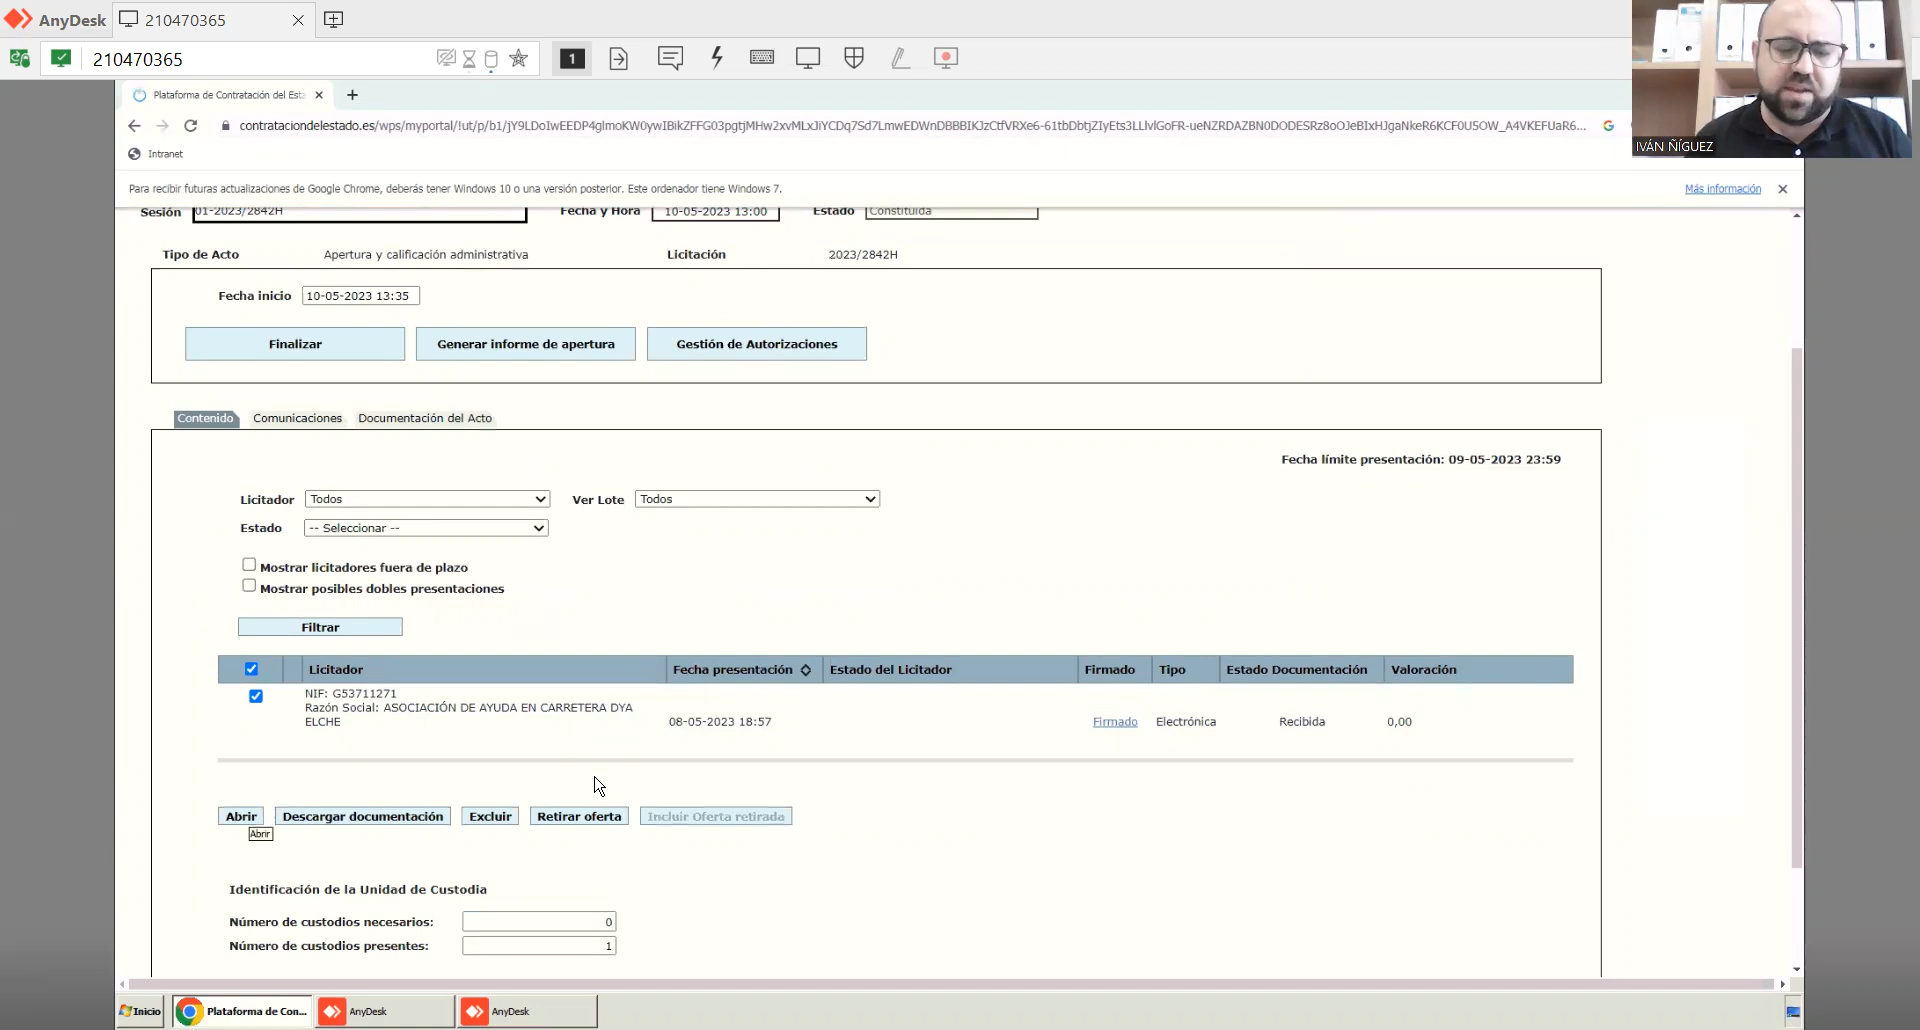 AnyDesk
210470365
210470365
1
Plataforma de Contratación del Esta
contrataciondelestado.es/wps/myportal/!ut/p/b1/
Intranet
IVÁN ÑÍGUEZ
Para recibir futuras actualizaciones de Google Chrome, deberás tener Windows 10 o una versión posterior. Este ordenador tiene Windows 7.
Más información
Sesión 01-2023/2842H Fecha y Hora 10-05-2023 13:00 Estado Constituida
Tipo de Acto Apertura y calificación administrativa Licitación 2023/2842H
Fecha inicio 10-05-2023 13:35
Finalizar Generar informe de apertura Gestión de Autorizaciones
Contenido Comunicaciones Documentación del Acto
Fecha límite presentación: 09-05-2023 23:59
Licitador Todos Ver Lote Todos
Estado -- Seleccionar --
Mostrar licitadores fuera de plazo
Mostrar posibles dobles presentaciones
Filtrar
Licitador Fecha presentación Estado del Licitador Firmado Tipo Estado Documentación Valoración
NIF: G53711271
Razón Social: ASOCIACIÓN DE AYUDA EN CARRETERA DYA
ELCHE 08-05-2023 18:57 Firmado Electrónica Recibida 0,00
Abrir Descargar documentación Excluir Retirar oferta Incluir Oferta retirada
Abrir
Identificación de la Unidad de Custodia
Número de custodios necesarios: 0
Número de custodios presentes: 1
Inicio Plataforma de Con... AnyDesk AnyDesk